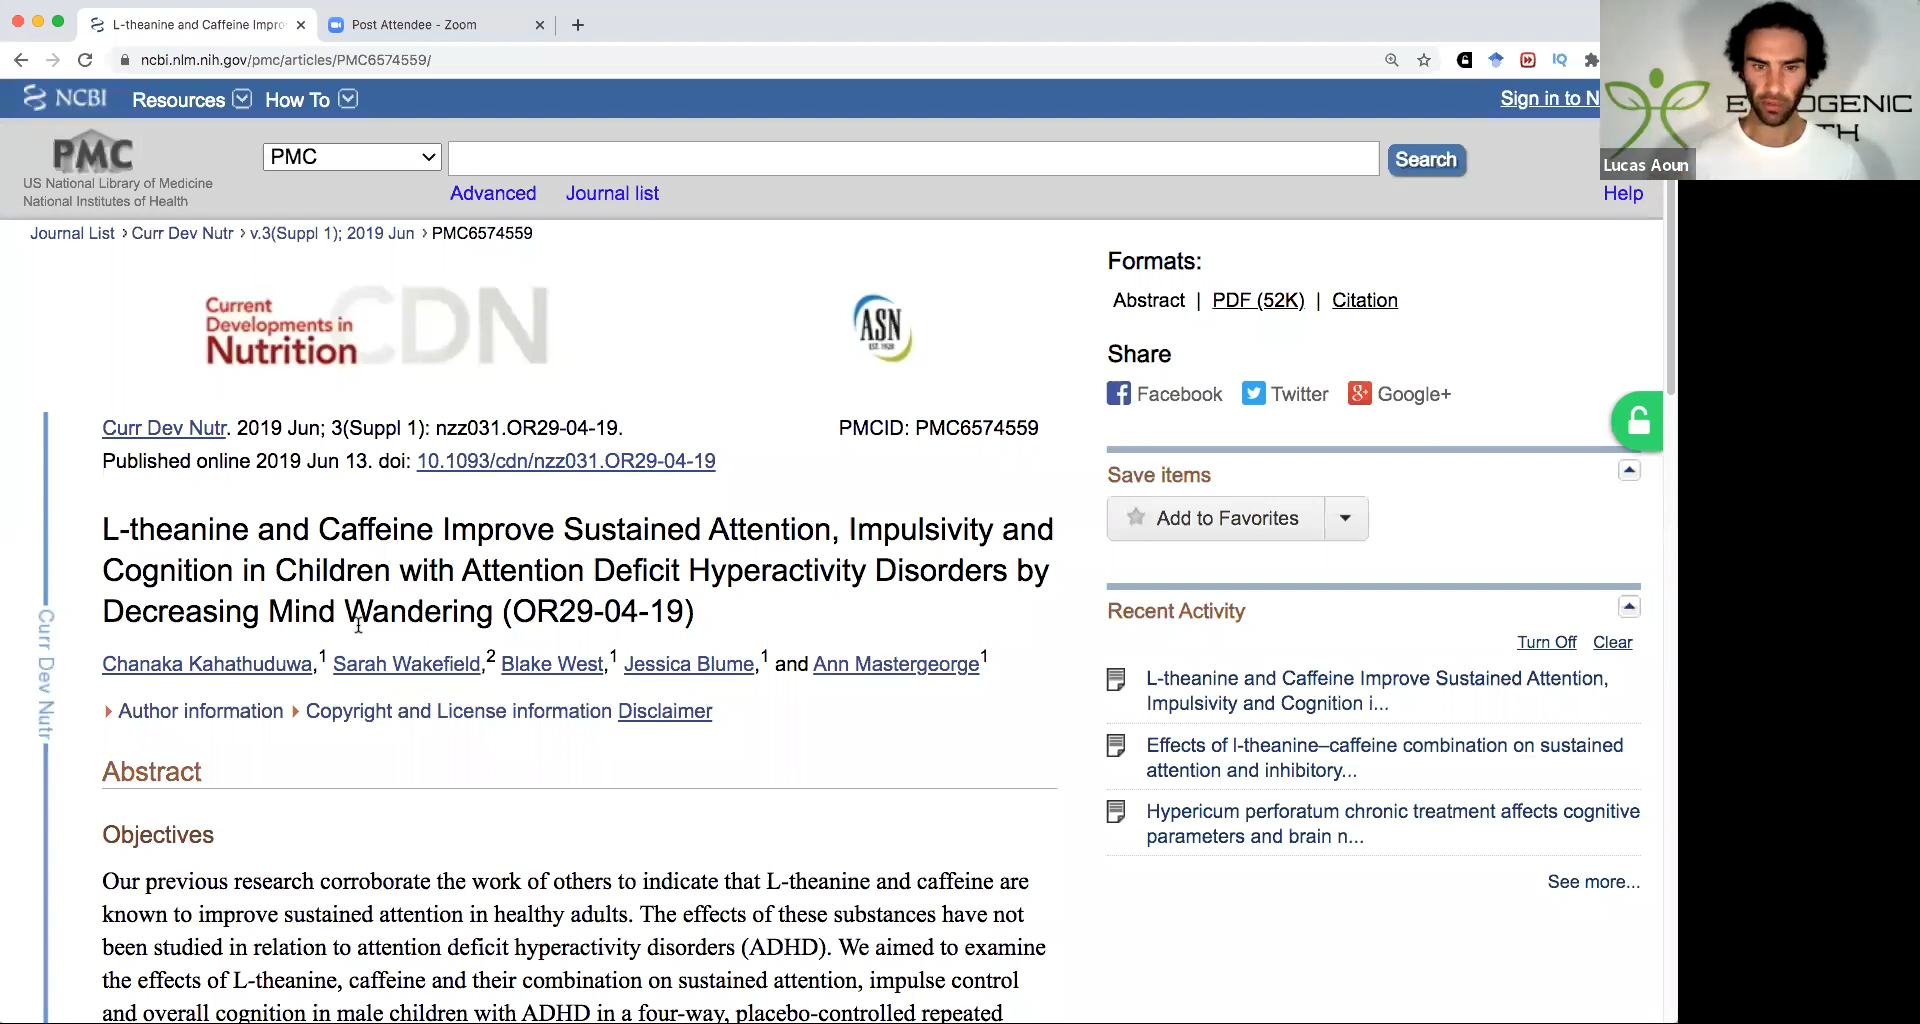 L-theanine and Caffeine Impro
Post Attendee - Zoom
ncbi.nlm.nih.gov/pmc/articles/PMC6574559/
IQ
NCBI Resources How To
Sign in to N
GENIC
TH
Lucas Aoun
PMC
US National Library of Medicine
National Institutes of Health
PMC
Search
Advanced Journal list
Help
Journal List > Curr Dev Nutr > v.3(Suppl 1); 2019 Jun > PMC6574559
Current
Developments in
Nutrition
CDN
ASN
EST. 1928
Curr Dev Nutr. 2019 Jun; 3(Suppl 1): nzz031.OR29-04-19.
PMCID: PMC6574559
Published online 2019 Jun 13. doi: 10.1093/cdn/nzz031.OR29-04-19
L-theanine and Caffeine Improve Sustained Attention, Impulsivity and
Cognition in Children with Attention Deficit Hyperactivity Disorders by
Decreasing Mind Wandering (OR29-04-19)
Chanaka Kahathuduwa,1 Sarah Wakefield,2 Blake West,1 Jessica Blume,1 and Ann Mastergeorge1
Author information Copyright and License information Disclaimer
Abstract
Objectives
Our previous research corroborate the work of others to indicate that L-theanine and caffeine are
known to improve sustained attention in healthy adults. The effects of these substances have not
been studied in relation to attention deficit hyperactivity disorders (ADHD). We aimed to examine
the effects of L-theanine, caffeine and their combination on sustained attention, impulse control
and overall cognition in male children with ADHD in a four-way, placebo-controlled repeated
Curr Dev Nutr
Formats:
Abstract | PDF (52K) | Citation
Share
Facebook Twitter Google+
Save items
Add to Favorites
Recent Activity
Turn Off Clear
L-theanine and Caffeine Improve Sustained Attention,
Impulsivity and Cognition i...
Effects of l-theanine–caffeine combination on sustained
attention and inhibitory...
Hypericum perforatum chronic treatment affects cognitive
parameters and brain n...
See more...